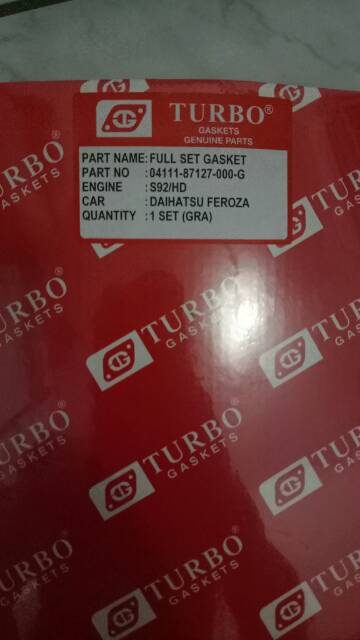 TURBO®
GASKETS
GENUINE PARTS
PART NAME: FULL SET GASKET
PART NO : 04111-87127-000-G
ENGINE : S92/HD
CAR : DAIHATSU FEROZA
QUANTITY : 1 SET (GRA)
TURBO
GASKETS
TURBO®
GASKETS
TURBO
GASKETS
TURBO®
GASKETS
TURBO®
GASKETS
TURBO
GASKETS
TURBO
GASKETS
TURBO®
GASKETS